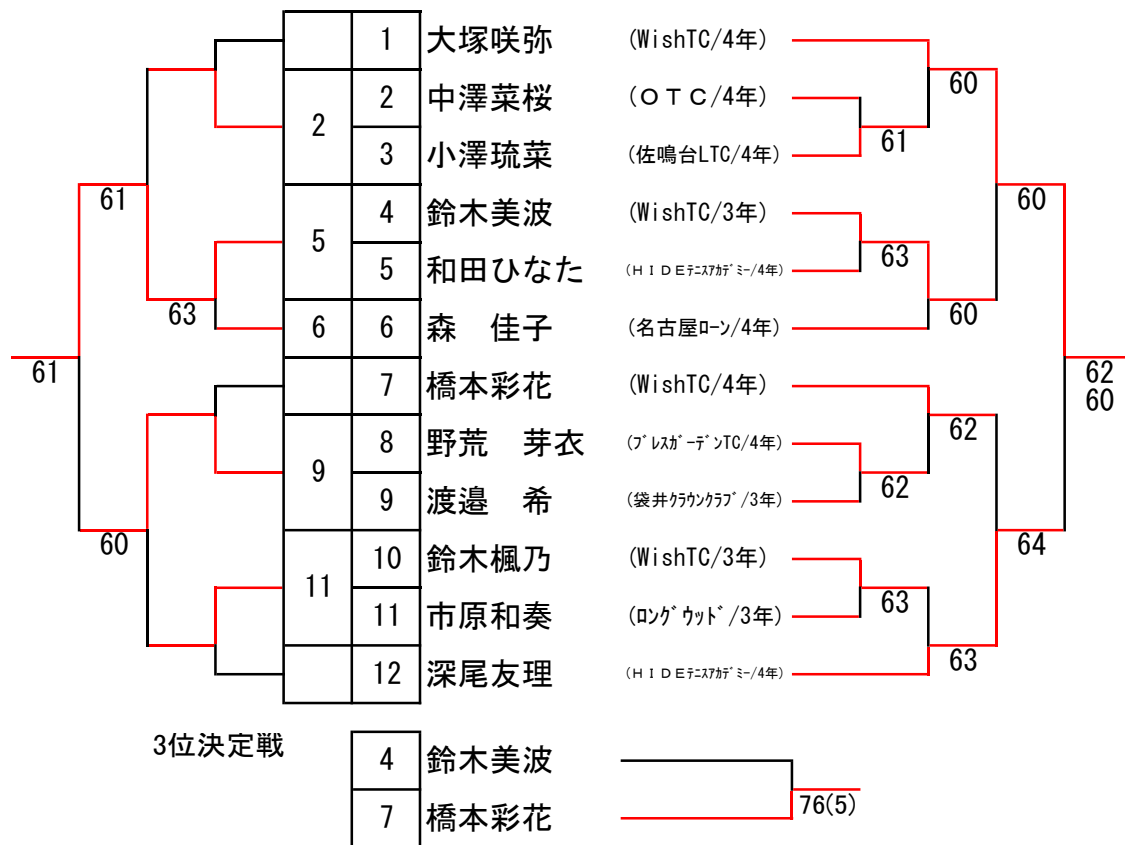 1 大塚咲弥 (WishTC/4年)
60
2 中澤菜桜 (ＯＴＣ/4年)
2
61
3 小澤琉菜 (佐鳴台LTC/4年)
61
60
4 鈴木美波 (WishTC/3年)
5
63
5 和田ひなた (ＨＩＤＥﾃﾆｽｱｶﾃﾞﾐｰ/4年)
63
60
6 6 森　佳子 (名古屋ﾛｰﾝ/4年)
61
62
60
7 橋本彩花 (WishTC/4年)
62
8 野荒　芽衣 (ﾌﾞﾚｽｶﾞｰﾃﾞﾝTC/4年)
9
62
9 渡邉　希 (袋井ｸﾗｳﾝｸﾗﾌﾞ/3年)
60
64
10 鈴木楓乃 (WishTC/3年)
11
63
11 市原和奏 (ﾛﾝｸﾞｳｯﾄﾞ/3年)
63
12 深尾友理 (ＨＩＤＥﾃﾆｽｱｶﾃﾞﾐｰ/4年)
3位決定戦
4 鈴木美波
76(5)
7 橋本彩花